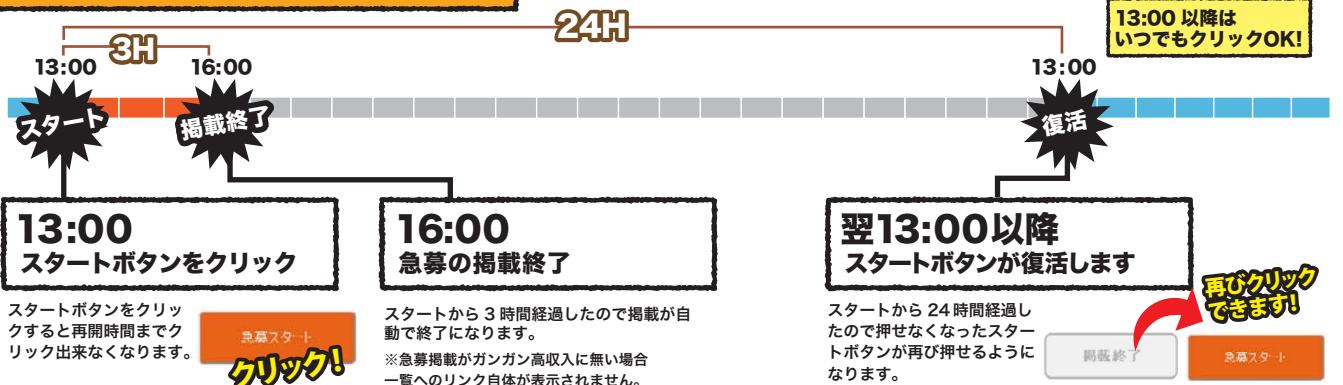 24H
13:00 以降は
いつでもクリックOK!
3H
13:00
16:00
13:00
スタート
掲載終了
復活
13:00
スタートボタンをクリック
16:00
急募の掲載終了
翌13:00以降
スタートボタンが復活します
スタートボタンをクリッ
クすると再開時間までク
リック出来なくなります。
急募スタート
クリック!
スタートから 3 時間経過したので掲載が自
動で終了になります。
※急募掲載がガンガン高収入に無い場合
一覧へのリンク自体が表示されません。
スタートから 24 時間経過し
たので押せなくなったスター
トボタンが再び押せるように
なります。
再びクリック
できます!
掲載終了
急募スタート